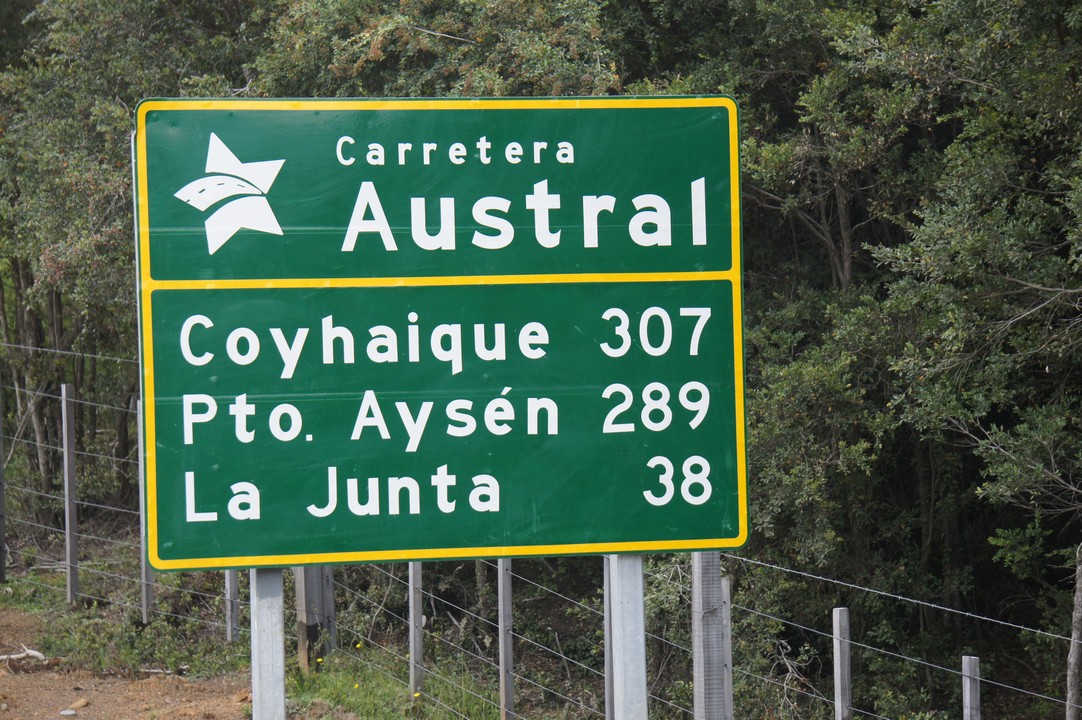 Carretera
Austral
Coyhaique 307
Pto. Aysén 289
La Junta 38